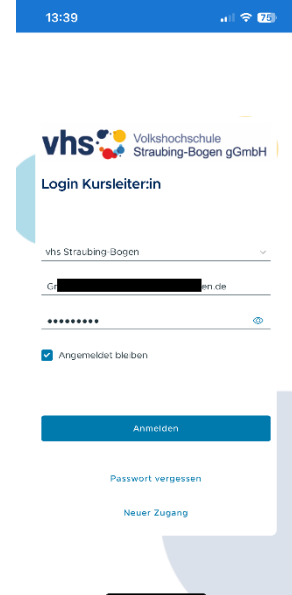 13:39
75
vhs
Volkshochschule
Straubing-Bogen gGmbH
Login Kursleiter:in
vhs Straubing-Bogen
Gr en.de
•••••••••
Angemeldet bleiben
Anmelden
Passwort vergessen
Neuer Zugang